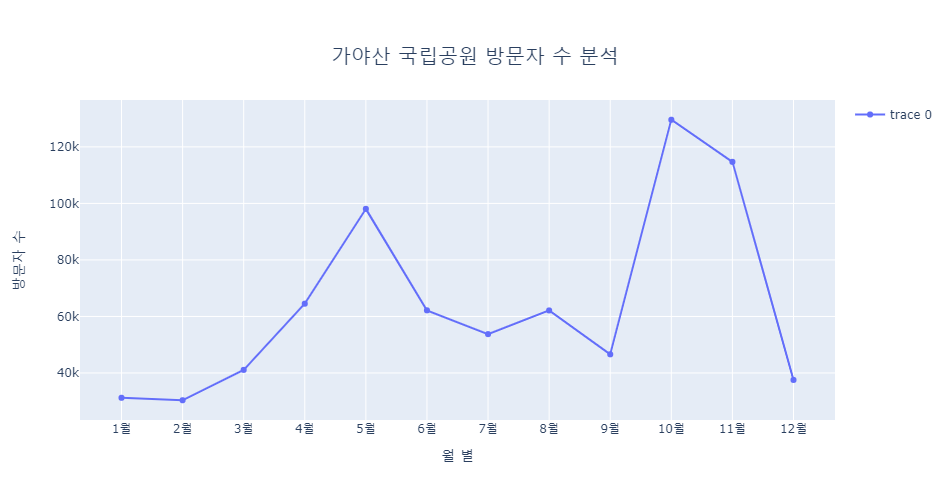 가야산 국립공원 방문자 수 분석
trace 0
120k
100k
80k
60k
40k
방문자 수
1월 2월 3월 4월 5월 6월 7월 8월 9월 10월 11월 12월
월 별